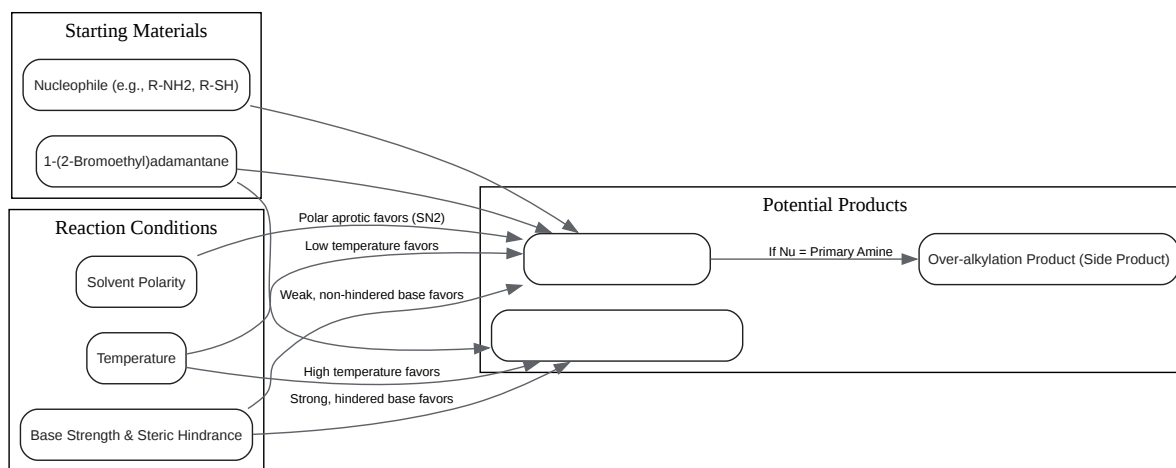 Starting Materials
Nucleophile (e.g., R-NH2, R-SH)
1-(2-Bromoethyl)adamantane
Reaction Conditions
Solvent Polarity
Temperature
Base Strength & Steric Hindrance
Polar aprotic favors (SN2)
Low temperature favors
Weak, non-hindered base favors
High temperature favors
Strong, hindered base favors
Potential Products
If Nu = Primary Amine
Over-alkylation Product (Side Product)